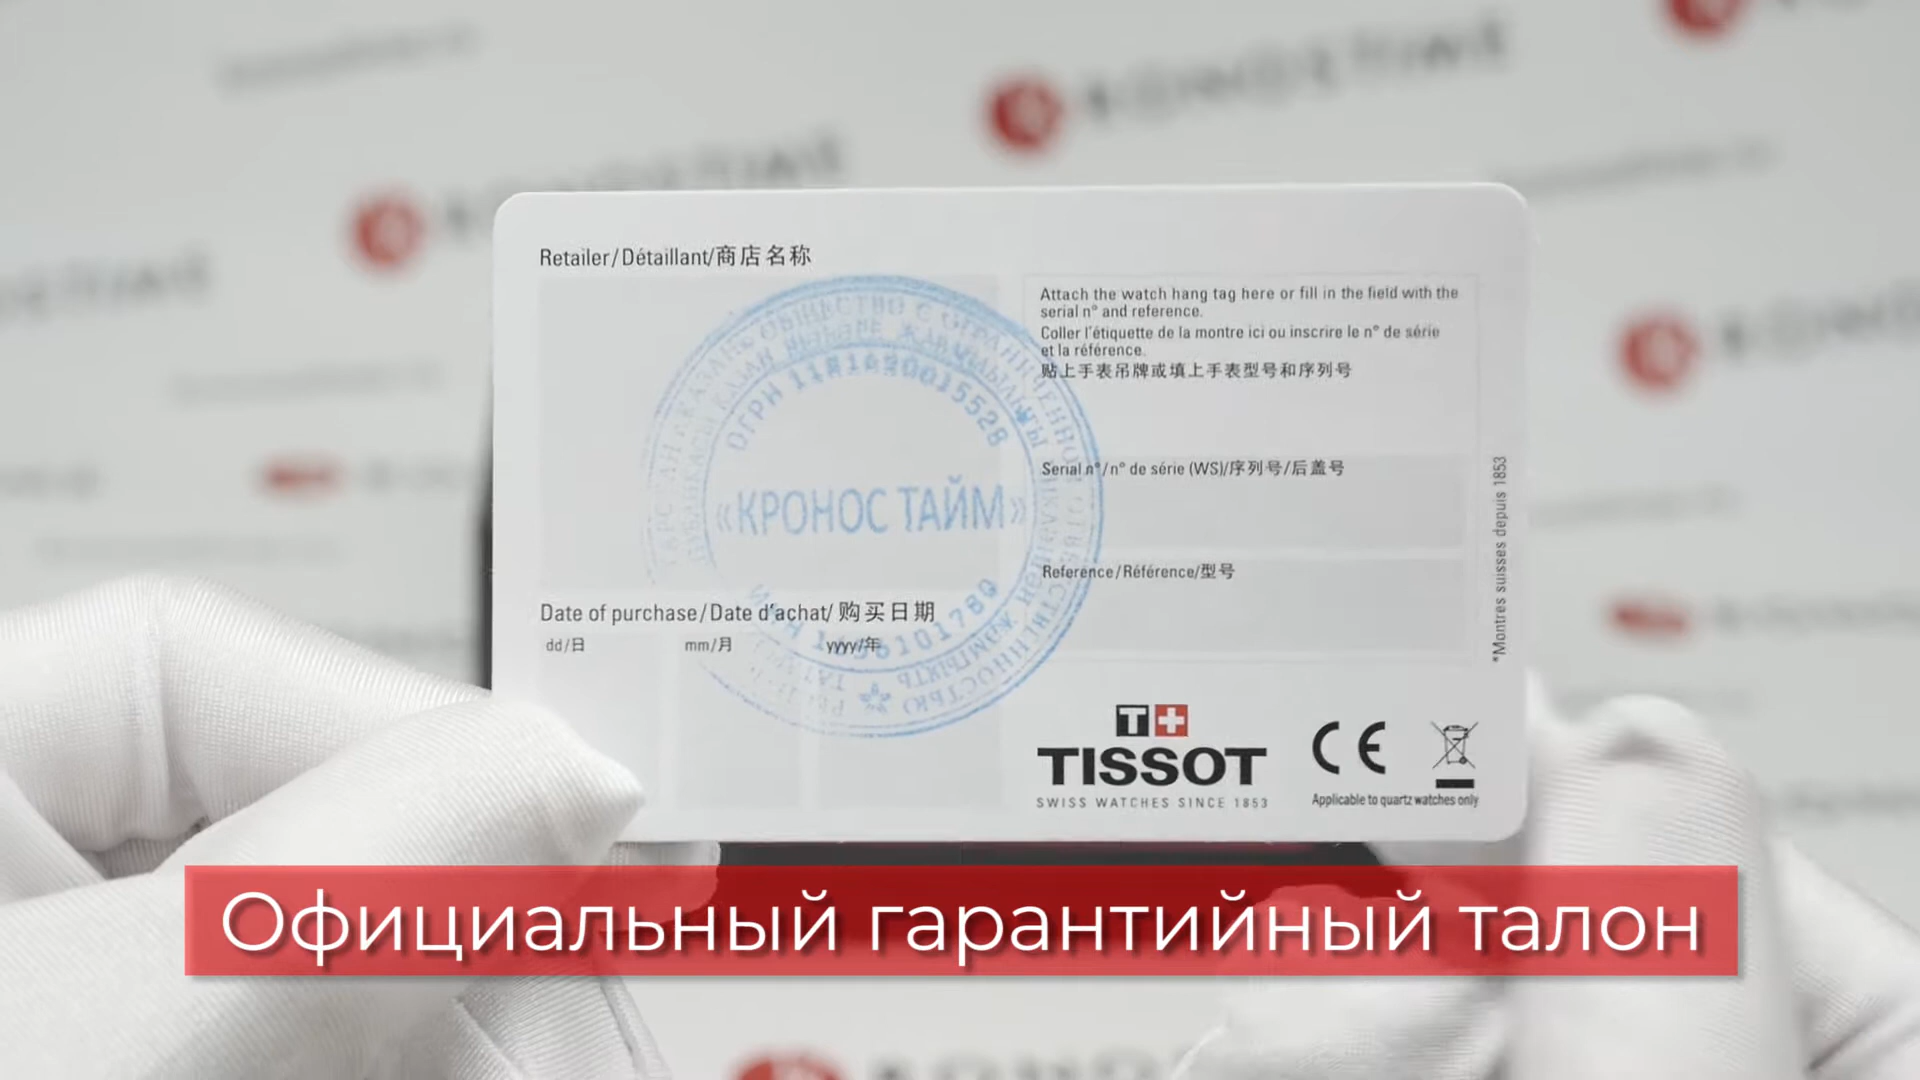 Retailer/Détaillant/商店名称
Attach the watch hang tag here or fill in the field with the
serial n° and reference.
Coller l'étiquette de la montre ici ou inscrire le n° de série
et la référence.
贴上手表吊牌或填上手表型号和序列号
ОГРН 1181690015528
«КРОНОС ТАЙМ»
Serial n°/n° de série (WS)/序列号/后盖号
Reference/Référence/型号
Date of purchase/Date d'achat/购买日期
dd/日 mm/月 yyyy/年
*Montres suisses depuis 1853
T+
TISSOT
SWISS WATCHES SINCE 1853
CE
Applicable to quartz watches only
Официальный гарантийный талон